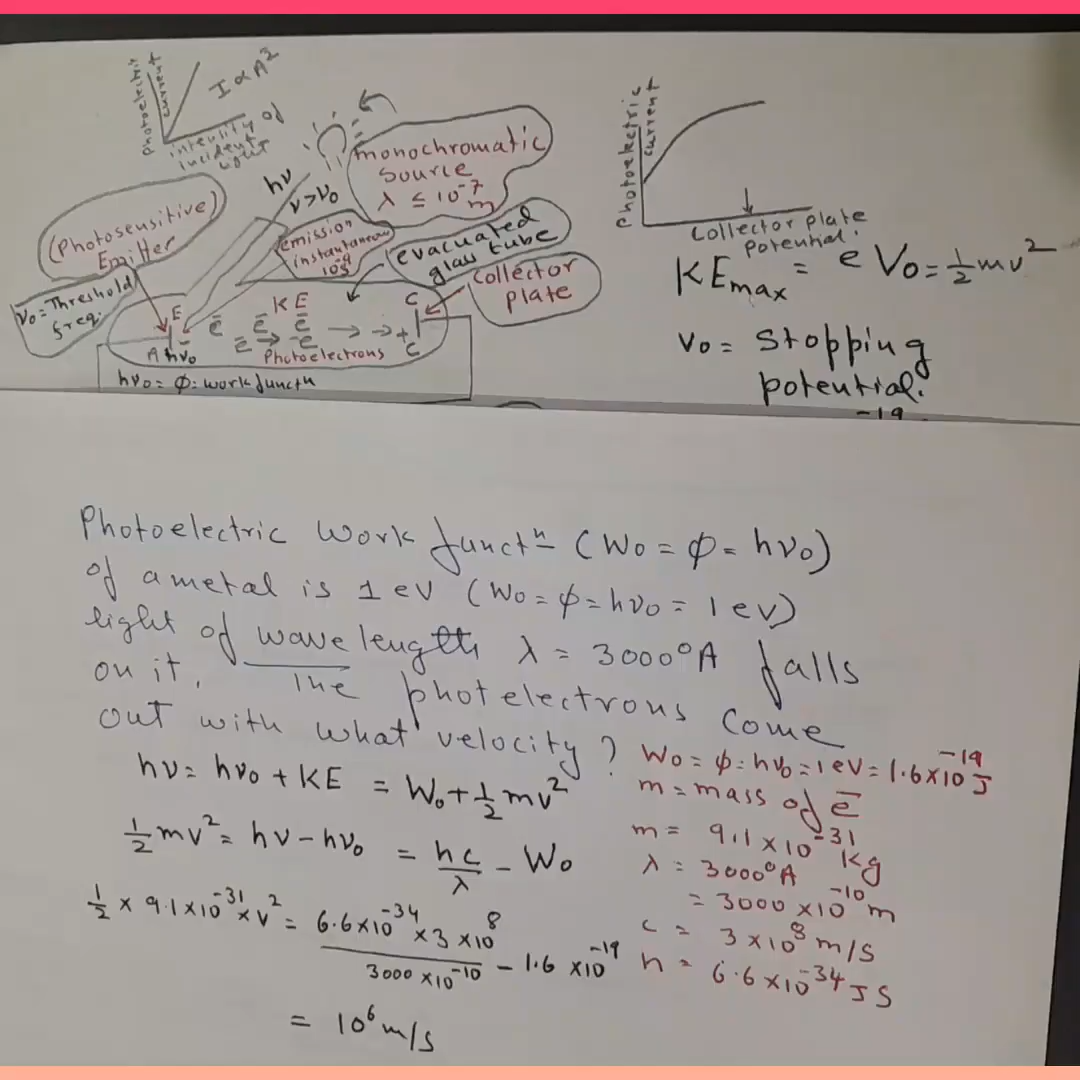 Photoelectric current
I ∝ A²
intensity of incident light
hν
ν>ν₀
monochromatic
source
λ ≤ 10⁻⁷ m
(Photosensitive)
Emitter
ν₀=Threshold
freq.
emission
instantaneous
evacuated
glass tube
collector
plate
E
KE
C
ē ē ē
ē → ē → → +
A hν₀ -
Photoelectrons
C
hν₀ = φ = work functⁿ
Photoelectric current
Collector plate
potential.
KEmax = e V₀ = ½mv²
V₀ = Stopping
potential.
-19
Photoelectric work functⁿ (W₀ = φ = hν₀)
of a metal is 1 eV (W₀ = φ = hν₀ = 1 eV)
light of wavelength λ = 3000°A falls
on it. The photelectrons come
out with what velocity?
hν = hν₀ + KE = W₀ + ½mv²
½mv² = hν - hν₀ = hc/λ - W₀
½ × 9.1×10⁻³¹ × v² = 6.6×10⁻³⁴ × 3×10⁸ / 3000×10⁻¹⁰ - 1.6×10⁻¹⁹
= 10⁶ m/s
W₀ = φ = hν₀ = 1 eV = 1.6×10⁻¹⁹ J
m = mass of ē
m = 9.1×10⁻³¹ kg
λ = 3000°A
= 3000×10⁻¹⁰ m
c = 3×10⁸ m/s
h = 6.6×10⁻³⁴ JS